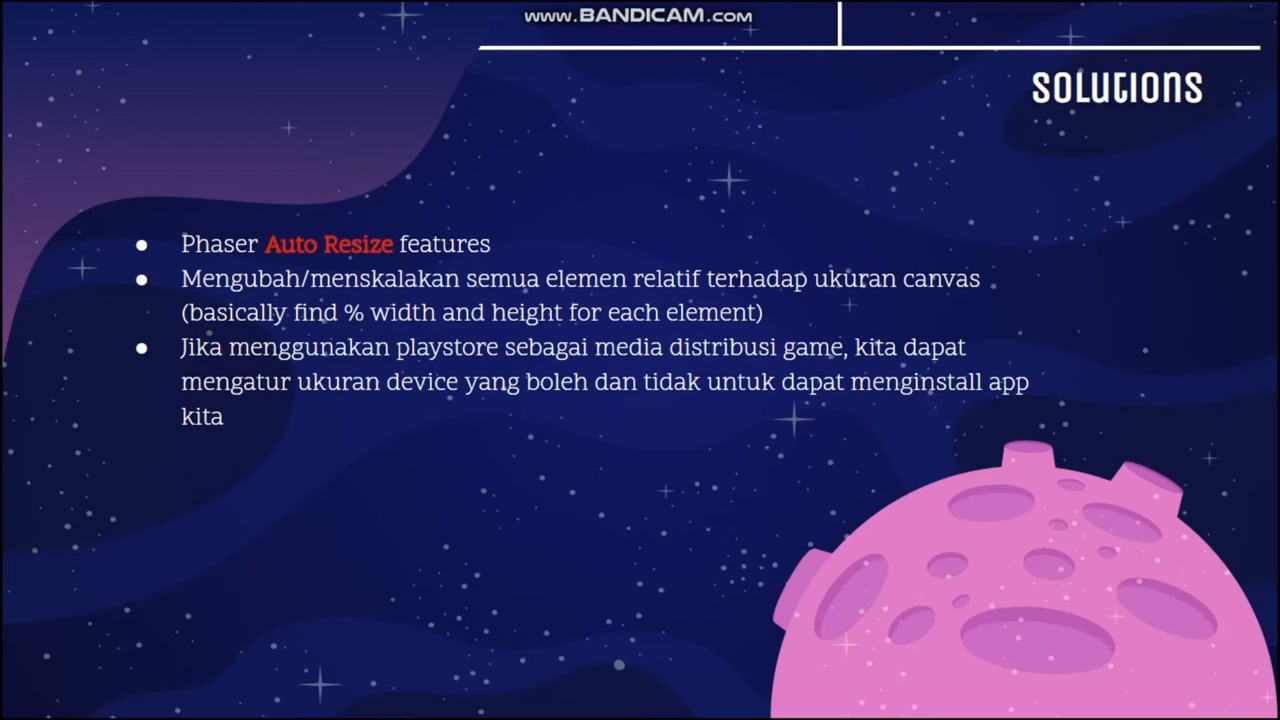 www.BANDICAM.com
SOLUTIONS
● Phaser Auto Resize features
● Mengubah/menskalakan semua elemen relatif terhadap ukuran canvas
(basically find % width and height for each element)
● Jika menggunakan playstore sebagai media distribusi game, kita dapat
mengatur ukuran device yang boleh dan tidak untuk dapat menginstall app
kita